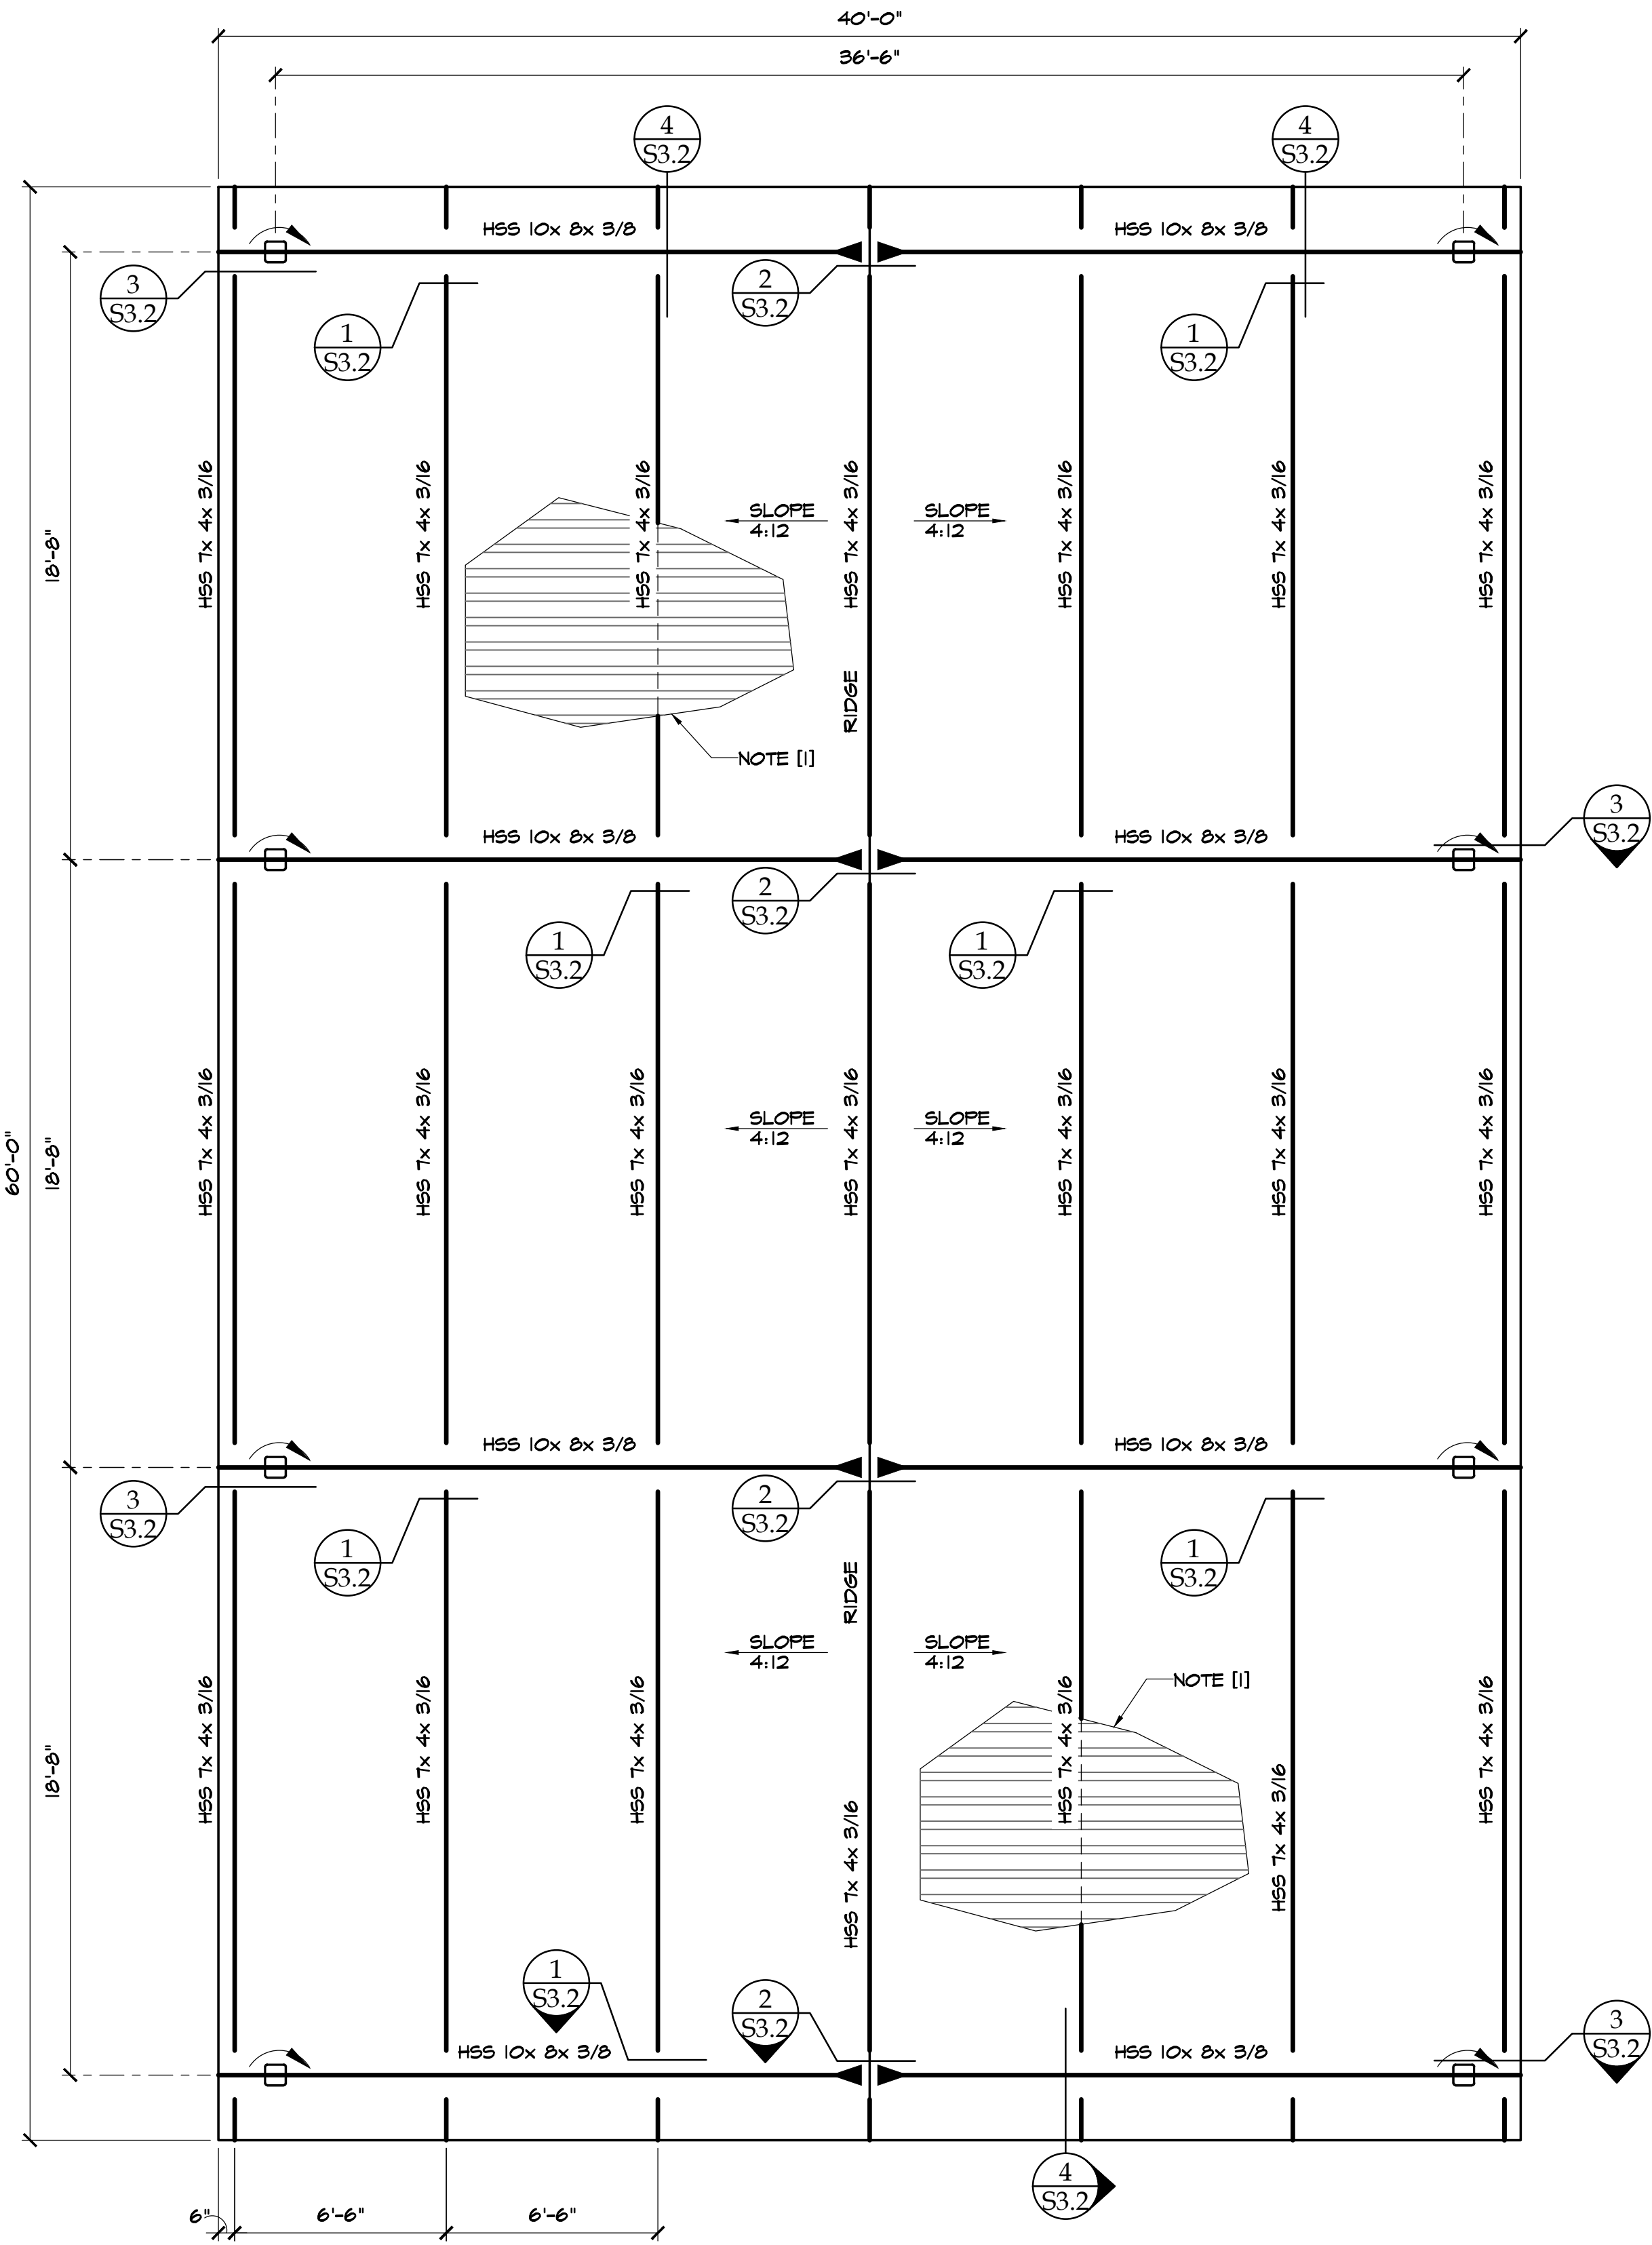 40'-0"
36'-6"
4
S3.2
4
S3.2
HSS 10x 8x 3/8
HSS 10x 8x 3/8
3
S3.2
2
S3.2
1
S3.2
1
S3.2
18'-8"
HSS 7x 4x 3/16
HSS 7x 4x 3/16
HSS 7x 4x 3/16
SLOPE
4:12
HSS 7x 4x 3/16
SLOPE
4:12
HSS 7x 4x 3/16
HSS 7x 4x 3/16
HSS 7x 4x 3/16
RIDGE
NOTE [1]
3
S3.2
HSS 10x 8x 3/8
HSS 10x 8x 3/8
2
S3.2
1
S3.2
1
S3.2
60'-0"
18'-8"
HSS 7x 4x 3/16
HSS 7x 4x 3/16
HSS 7x 4x 3/16
SLOPE
4:12
HSS 7x 4x 3/16
SLOPE
4:12
HSS 7x 4x 3/16
HSS 7x 4x 3/16
HSS 7x 4x 3/16
HSS 10x 8x 3/8
HSS 10x 8x 3/8
3
S3.2
2
S3.2
1
S3.2
1
S3.2
RIDGE
SLOPE
4:12
SLOPE
4:12
NOTE [1]
18'-8"
HSS 7x 4x 3/16
HSS 7x 4x 3/16
HSS 7x 4x 3/16
HSS 7x 4x 3/16
HSS 7x 4x 3/16
HSS 7x 4x 3/16
HSS 7x 4x 3/16
1
S3.2
2
S3.2
3
S3.2
HSS 10x 8x 3/8
HSS 10x 8x 3/8
4
S3.2
6"
6'-6"
6'-6"